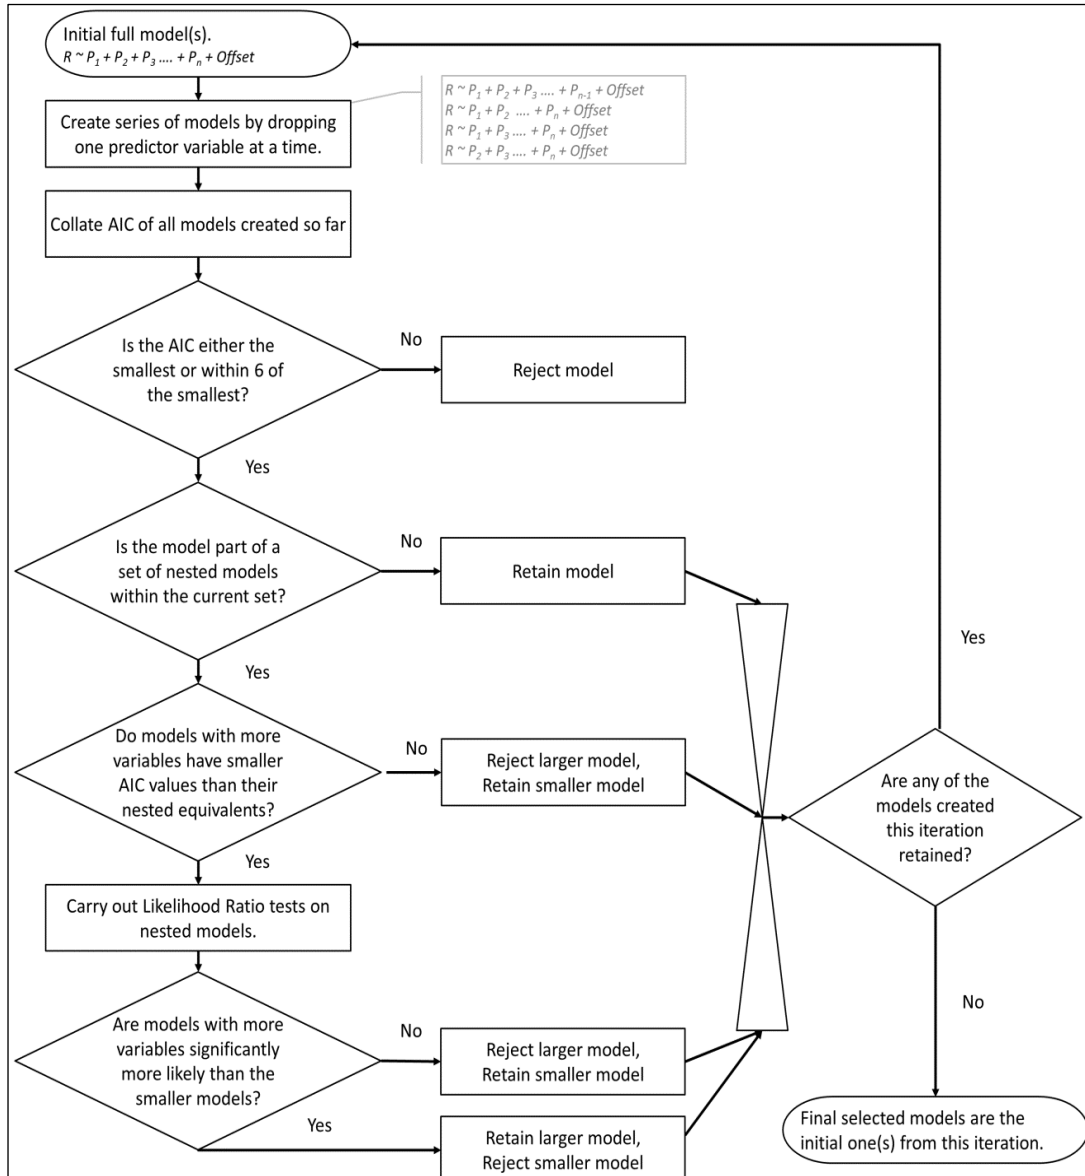 Initial full model(s).
R ~ P1 + P2 + P3 .... + Pn + Offset
R ~ P1 + P2 + P3 .... + Pn-1 + Offset
R ~ P1 + P2 .... + Pn + Offset
R ~ P1 + P3 .... + Pn + Offset
R ~ P2 + P3 .... + Pn + Offset
Create series of models by dropping
one predictor variable at a time.
Collate AIC of all models created so far
Is the AIC either the
smallest or within 6 of
the smallest?
No
Reject model
Yes
Is the model part of a
set of nested models
within the current set?
No
Retain model
Yes
Do models with more
variables have smaller
AIC values than their
nested equivalents?
No
Reject larger model,
Retain smaller model
Yes
Carry out Likelihood Ratio tests on
nested models.
Are models with more
variables significantly
more likely than the
smaller models?
No
Reject larger model,
Retain smaller model
Yes
Retain larger model,
Reject smaller model
Are any of the
models created
this iteration
retained?
Yes
No
Final selected models are the
initial one(s) from this iteration.